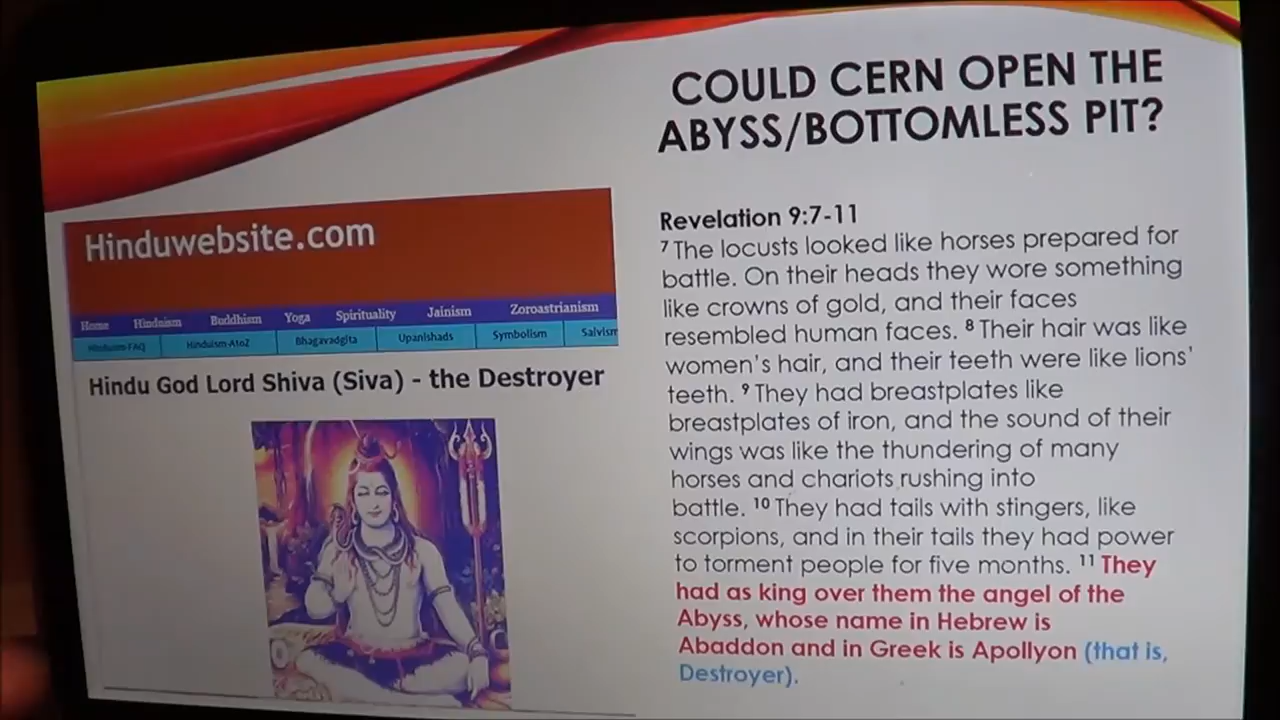 COULD CERN OPEN THE
ABYSS/BOTTOMLESS PIT?
Hinduwebsite.com
Home Hinduism Buddhism Yoga Spirituality Jainism Zoroastrianism
Hinduism-FAQ Hinduism-AtoZ Bhagavadgita Upanishads Symbolism Saivism
Hindu God Lord Shiva (Siva) - the Destroyer
Revelation 9:7-11
7 The locusts looked like horses prepared for
battle. On their heads they wore something
like crowns of gold, and their faces
resembled human faces. 8 Their hair was like
women's hair, and their teeth were like lions'
teeth. 9 They had breastplates like
breastplates of iron, and the sound of their
wings was like the thundering of many
horses and chariots rushing into
battle. 10 They had tails with stingers, like
scorpions, and in their tails they had power
to torment people for five months. 11 They
had as king over them the angel of the
Abyss, whose name in Hebrew is
Abaddon and in Greek is Apollyon (that is,
Destroyer).